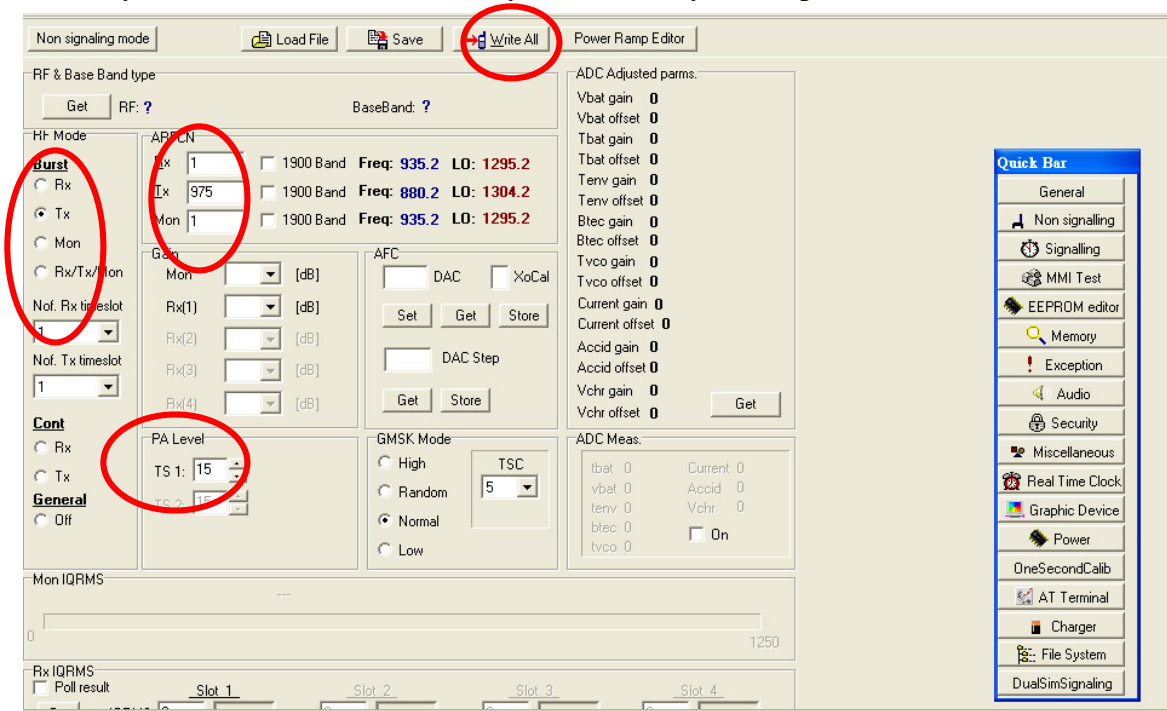 Non signaling mode Load File Save Write All Power Ramp Editor
RF & Base Band type
Get RF: ? BaseBand: ?
RF Mode
Burst
Rx
Tx
Mon
Rx/Tx/Mon
Nof. Rx timeslot
1
Nof. Tx timeslot
1
Cont
Rx
Tx
General
Off
ARFCN
Rx 1 1900 Band Freq: 935.2 LO: 1295.2
Tx 975 1900 Band Freq: 880.2 LO: 1304.2
Mon 1 1900 Band Freq: 935.2 LO: 1295.2
Gain
Mon [dB]
Rx(1) [dB]
Rx(2) [dB]
Rx(3) [dB]
Rx(4) [dB]
AFC
DAC XoCal
Set Get Store
DAC Step
Get Store
PA Level
TS 1: 15
TS 2: 15
GMSK Mode
High
Random
Normal
Low
TSC
5
ADC Adjusted parms.
Vbat gain 0
Vbat offset 0
Tbat gain 0
Tbat offset 0
Tenv gain 0
Tenv offset 0
Btec gain 0
Btec offset 0
Tvco gain 0
Tvco offset 0
Current gain 0
Current offset 0
Accid gain 0
Accid offset 0
Vchr gain 0
Vchr offset 0
Get
ADC Meas.
tbat 0 Current 0
vbat 0 Accid 0
tenv 0 Vchr 0
btec 0
tvco 0
On
Mon IQRMS
---
0 1250
Rx IQRMS
Poll result Slot 1 Slot 2 Slot 3 Slot 4
Quick Bar
General
Non signalling
Signalling
MMI Test
EEPROM editor
Memory
Exception
Audio
Security
Miscellaneous
Real Time Clock
Graphic Device
Power
OneSecondCalib
AT Terminal
Charger
File System
DualSimSignaling